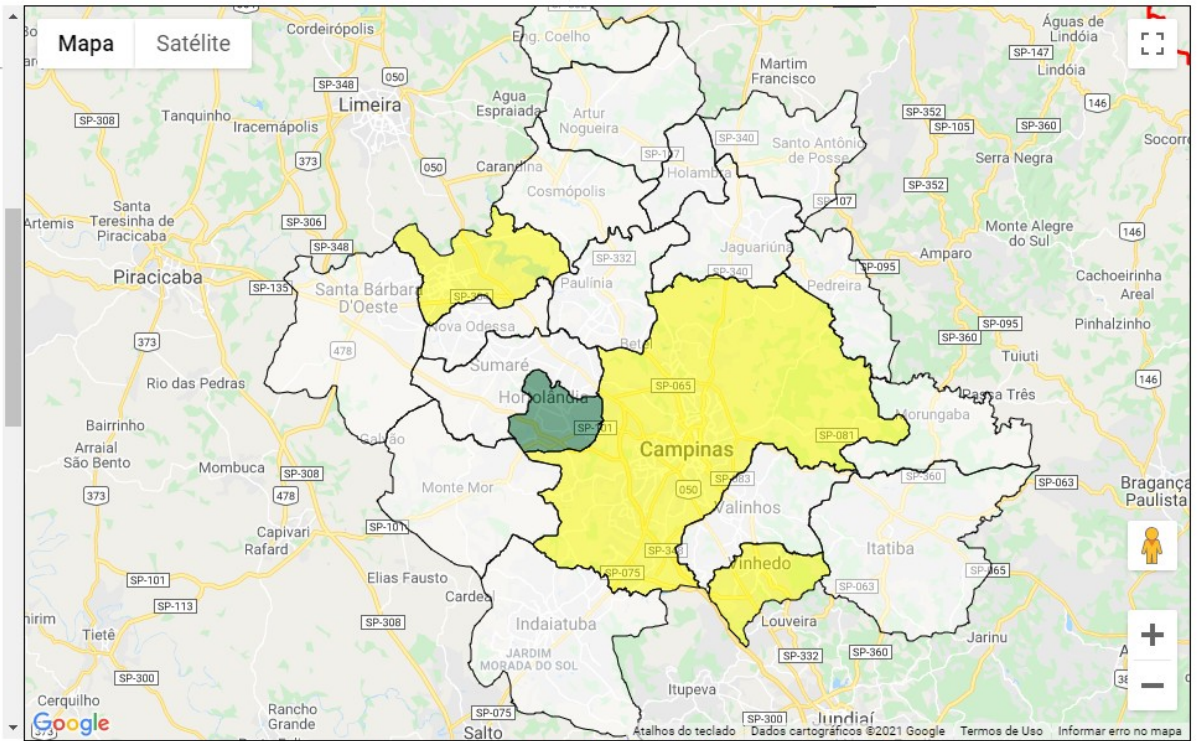 Mapa
Satélite
Cordeirópolis
Eng. Coelho
Águas de
Lindóia
SP-147
Lindóia
Martim
Francisco
SP-348
050
Limeira
Agua
Espraiada
Artur
Nogueira
SP-308
Tanquinho
Iracemápolis
146
SP-352
SP-105
SP-360
SP-340
Santo Antônio
de Posse
Socorro
373
050
Carandina
Holambra
Serra Negra
Cosmópolis
SP-352
SP-107
Artemis
Santa
Teresinha de
Piracicaba
SP-306
SP-348
Monte Alegre
do Sul
146
Jaguariúna
Amparo
SP-332
SP-340
SP-095
Piracicaba
SP-135
Santa Bárbara
D'Oeste
Paulínia
Pedreira
Cachoeirinha
Areal
Nova Odessa
SP-095
Pinhalzinho
SP-360
373
478
Sumaré
Tuiuti
Rio das Pedras
SP-065
146
Hortolândia
Passa Três
Morungaba
Bairrinho
SP-101
SP-081
Arraial
São Bento
Galvão
Campinas
Mombuca
SP-308
Monte Mor
050
SP-083
SP-360
SP-063
Bragança
Paulista
373
478
Valinhos
Capivari
Rafard
SP-101
Itatiba
Vinhedo
SP-075
SP-065
SP-101
Elias Fausto
SP-063
SP-113
Cardeal
SP-308
Indaiatuba
Louveira
Tietê
Jarinu
JARDIM
MORADA DO SOL
SP-332
SP-360
SP-300
Itupeva
Cerquilho
Rancho
Grande
SP-075
SP-300
Jundiaí
Salto
Google
Atalhos do teclado
Dados cartográficos ©2021 Google
Termos de Uso
Informar erro no mapa